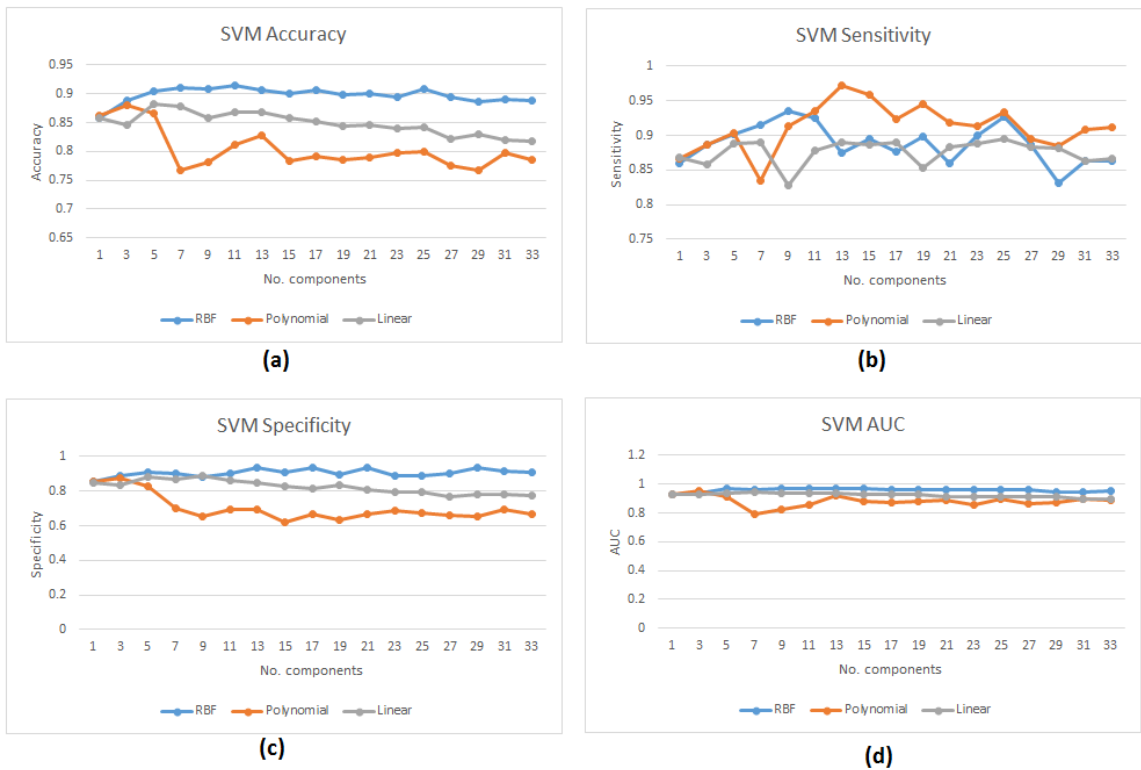 SVM Accuracy
0.95
0.9
0.85
0.8
0.75
0.7
0.65
Accuracy
1 3 5 7 9 11 13 15 17 19 21 23 25 27 29 31 33
No. components
RBF Polynomial Linear
(a)
SVM Sensitivity
1
0.95
0.9
0.85
0.8
0.75
Sensitivity
1 3 5 7 9 11 13 15 17 19 21 23 25 27 29 31 33
No. components
RBF Polynomial Linear
(b)
SVM Specificity
1
0.8
0.6
0.4
0.2
0
Specificity
1 3 5 7 9 11 13 15 17 19 21 23 25 27 29 31 33
No. components
RBF Polynomial Linear
(c)
SVM AUC
1.2
1
0.8
0.6
0.4
0.2
0
AUC
1 3 5 7 9 11 13 15 17 19 21 23 25 27 29 31 33
No. components
RBF Polynomial Linear
(d)